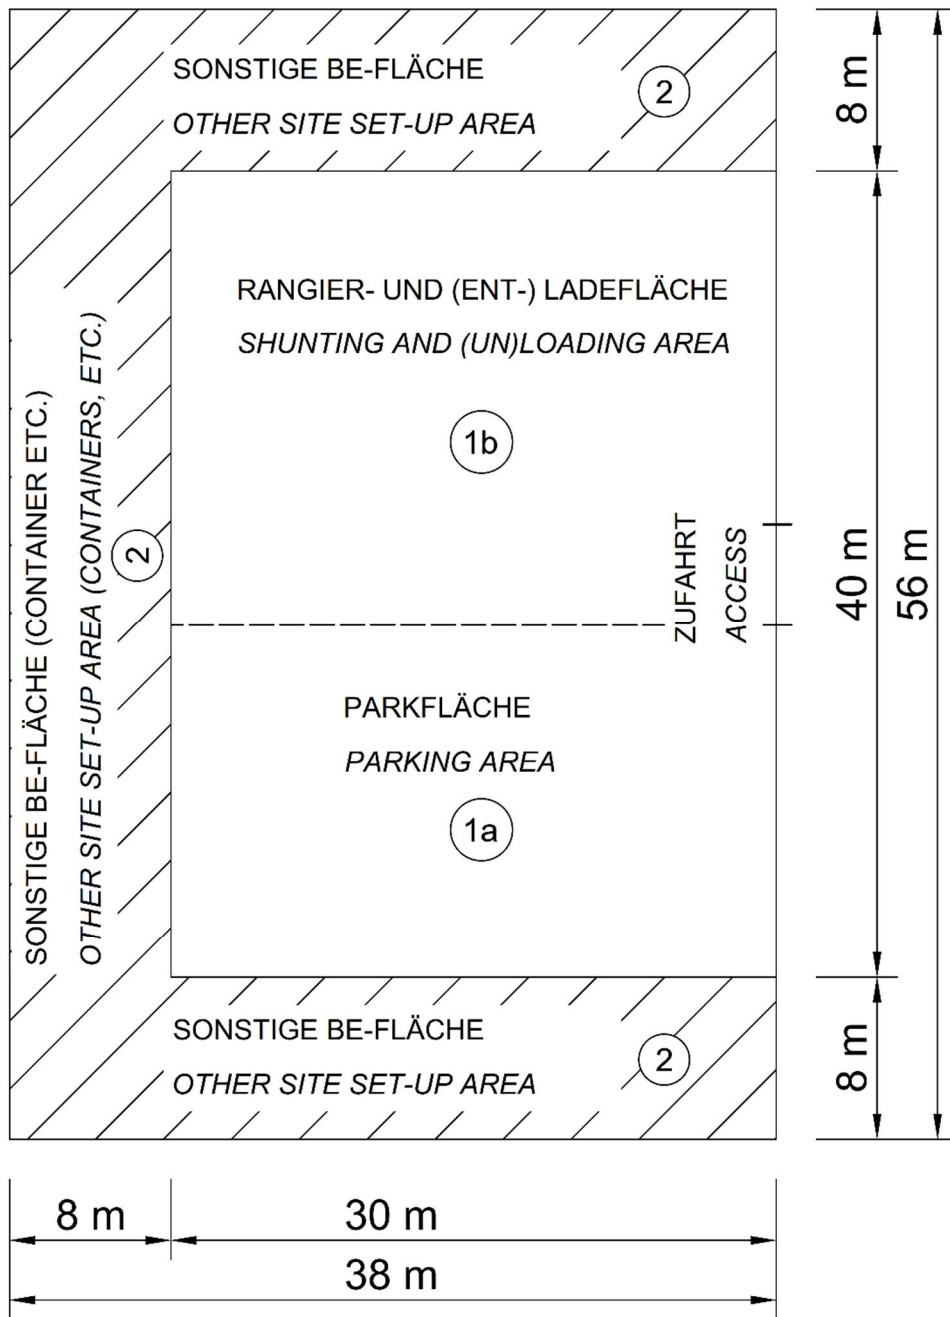 SONSTIGE BE-FLÄCHE
OTHER SITE SET-UP AREA
2
8 m
RANGIER- UND (ENT-) LADEFLÄCHE
SHUNTING AND (UN)LOADING AREA
1b
SONSTIGE BE-FLÄCHE (CONTAINER ETC.)
OTHER SITE SET-UP AREA (CONTAINERS, ETC.)
2
ZUFAHRT
ACCESS
40 m
56 m
PARKFLÄCHE
PARKING AREA
1a
SONSTIGE BE-FLÄCHE
OTHER SITE SET-UP AREA
2
8 m
8 m
30 m
38 m